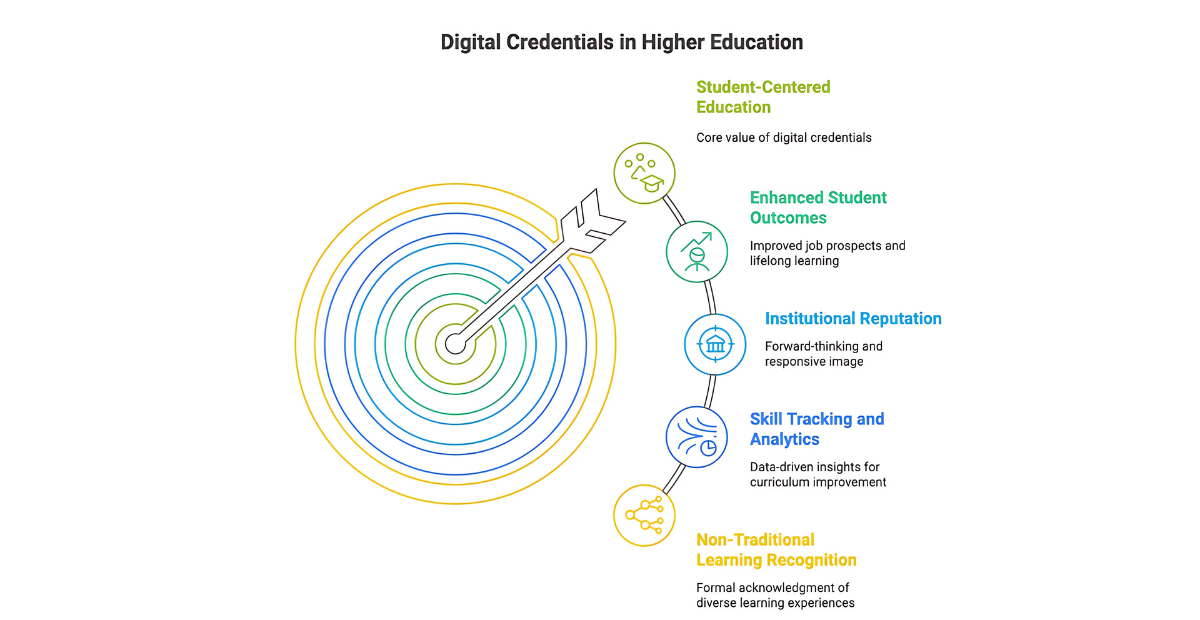 Digital Credentials in Higher Education
Student-Centered
Education
Core value of digital credentials
Enhanced Student
Outcomes
Improved job prospects and
lifelong learning
Institutional Reputation
Forward-thinking and
responsive image
Skill Tracking and
Analytics
Data-driven insights for
curriculum improvement
Non-Traditional
Learning Recognition
Formal acknowledgment of
diverse learning experiences